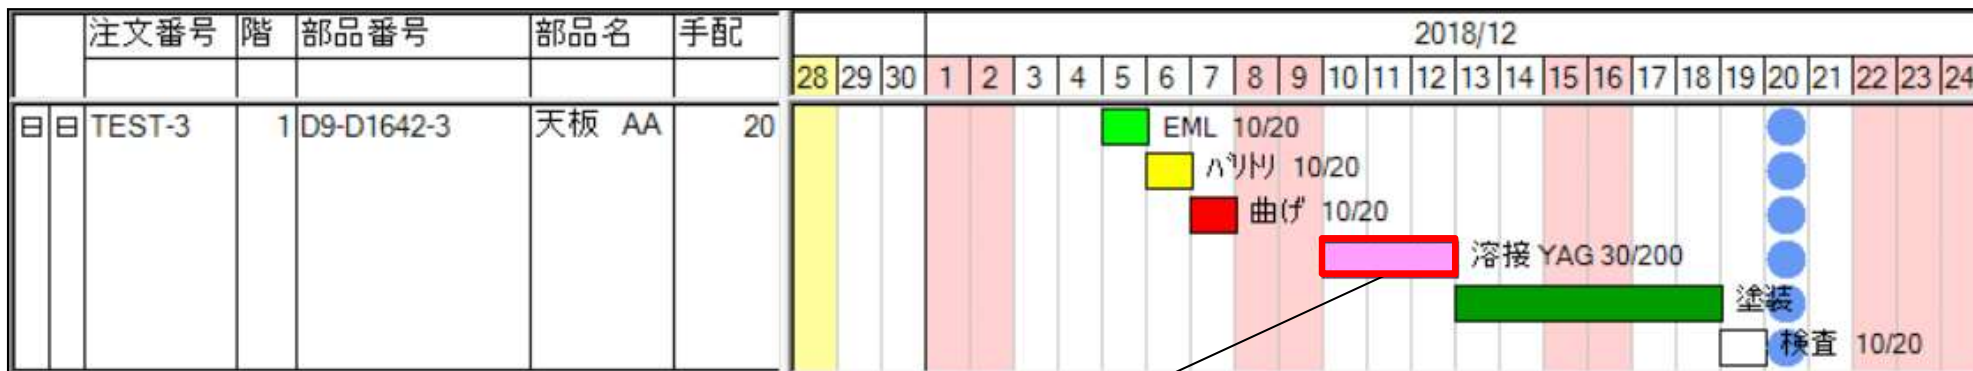 注文番号 階 部品番号 部品名 手配 2018/12
28 29 30 1 2 3 4 5 6 7 8 9 10 11 12 13 14 15 16 17 18 19 20 21 22 23 24
日 日 TEST-3 1 D9-D1642-3 天板 AA 20 EML 10/20
バリトリ 10/20
曲げ 10/20
溶接 YAG 30/200
塗装
検査 10/20